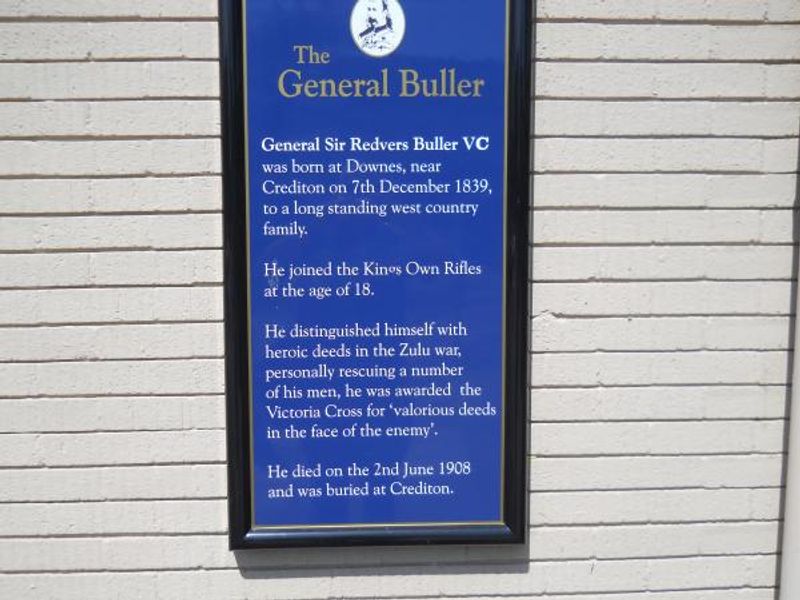 The
General Buller
General Sir Redvers Buller VC
was born at Downes, near
Crediton on 7th December 1839,
to a long standing west country
family.
He joined the Kings Own Rifles
at the age of 18.
He distinguished himself with
heroic deeds in the Zulu war,
personally rescuing a number
of his men, he was awarded the
Victoria Cross for ‘valorious deeds
in the face of the enemy’.
He died on the 2nd June 1908
and was buried at Crediton.